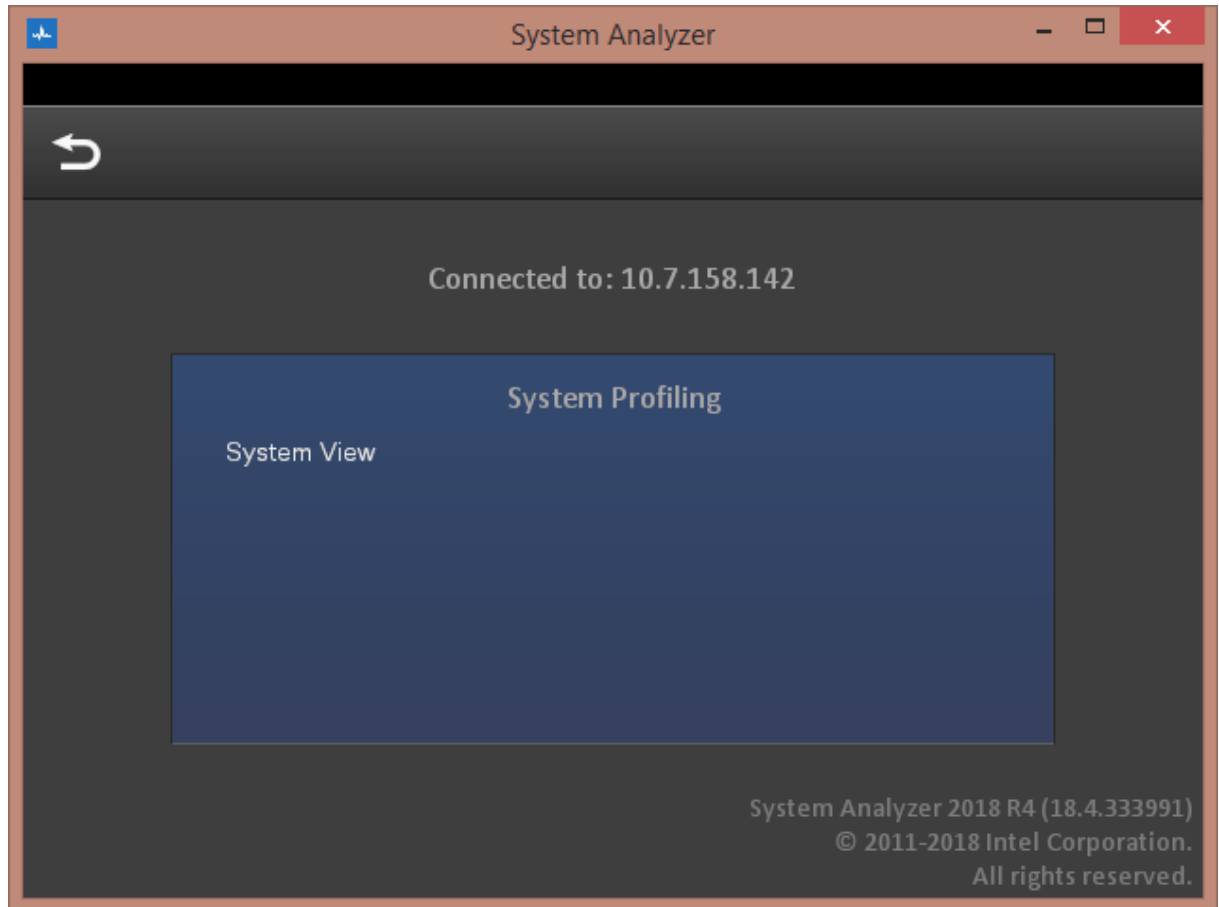 System Analyzer
Connected to: 10.7.158.142
System Profiling
System View
System Analyzer 2018 R4 (18.4.333991)
© 2011-2018 Intel Corporation.
All rights reserved.